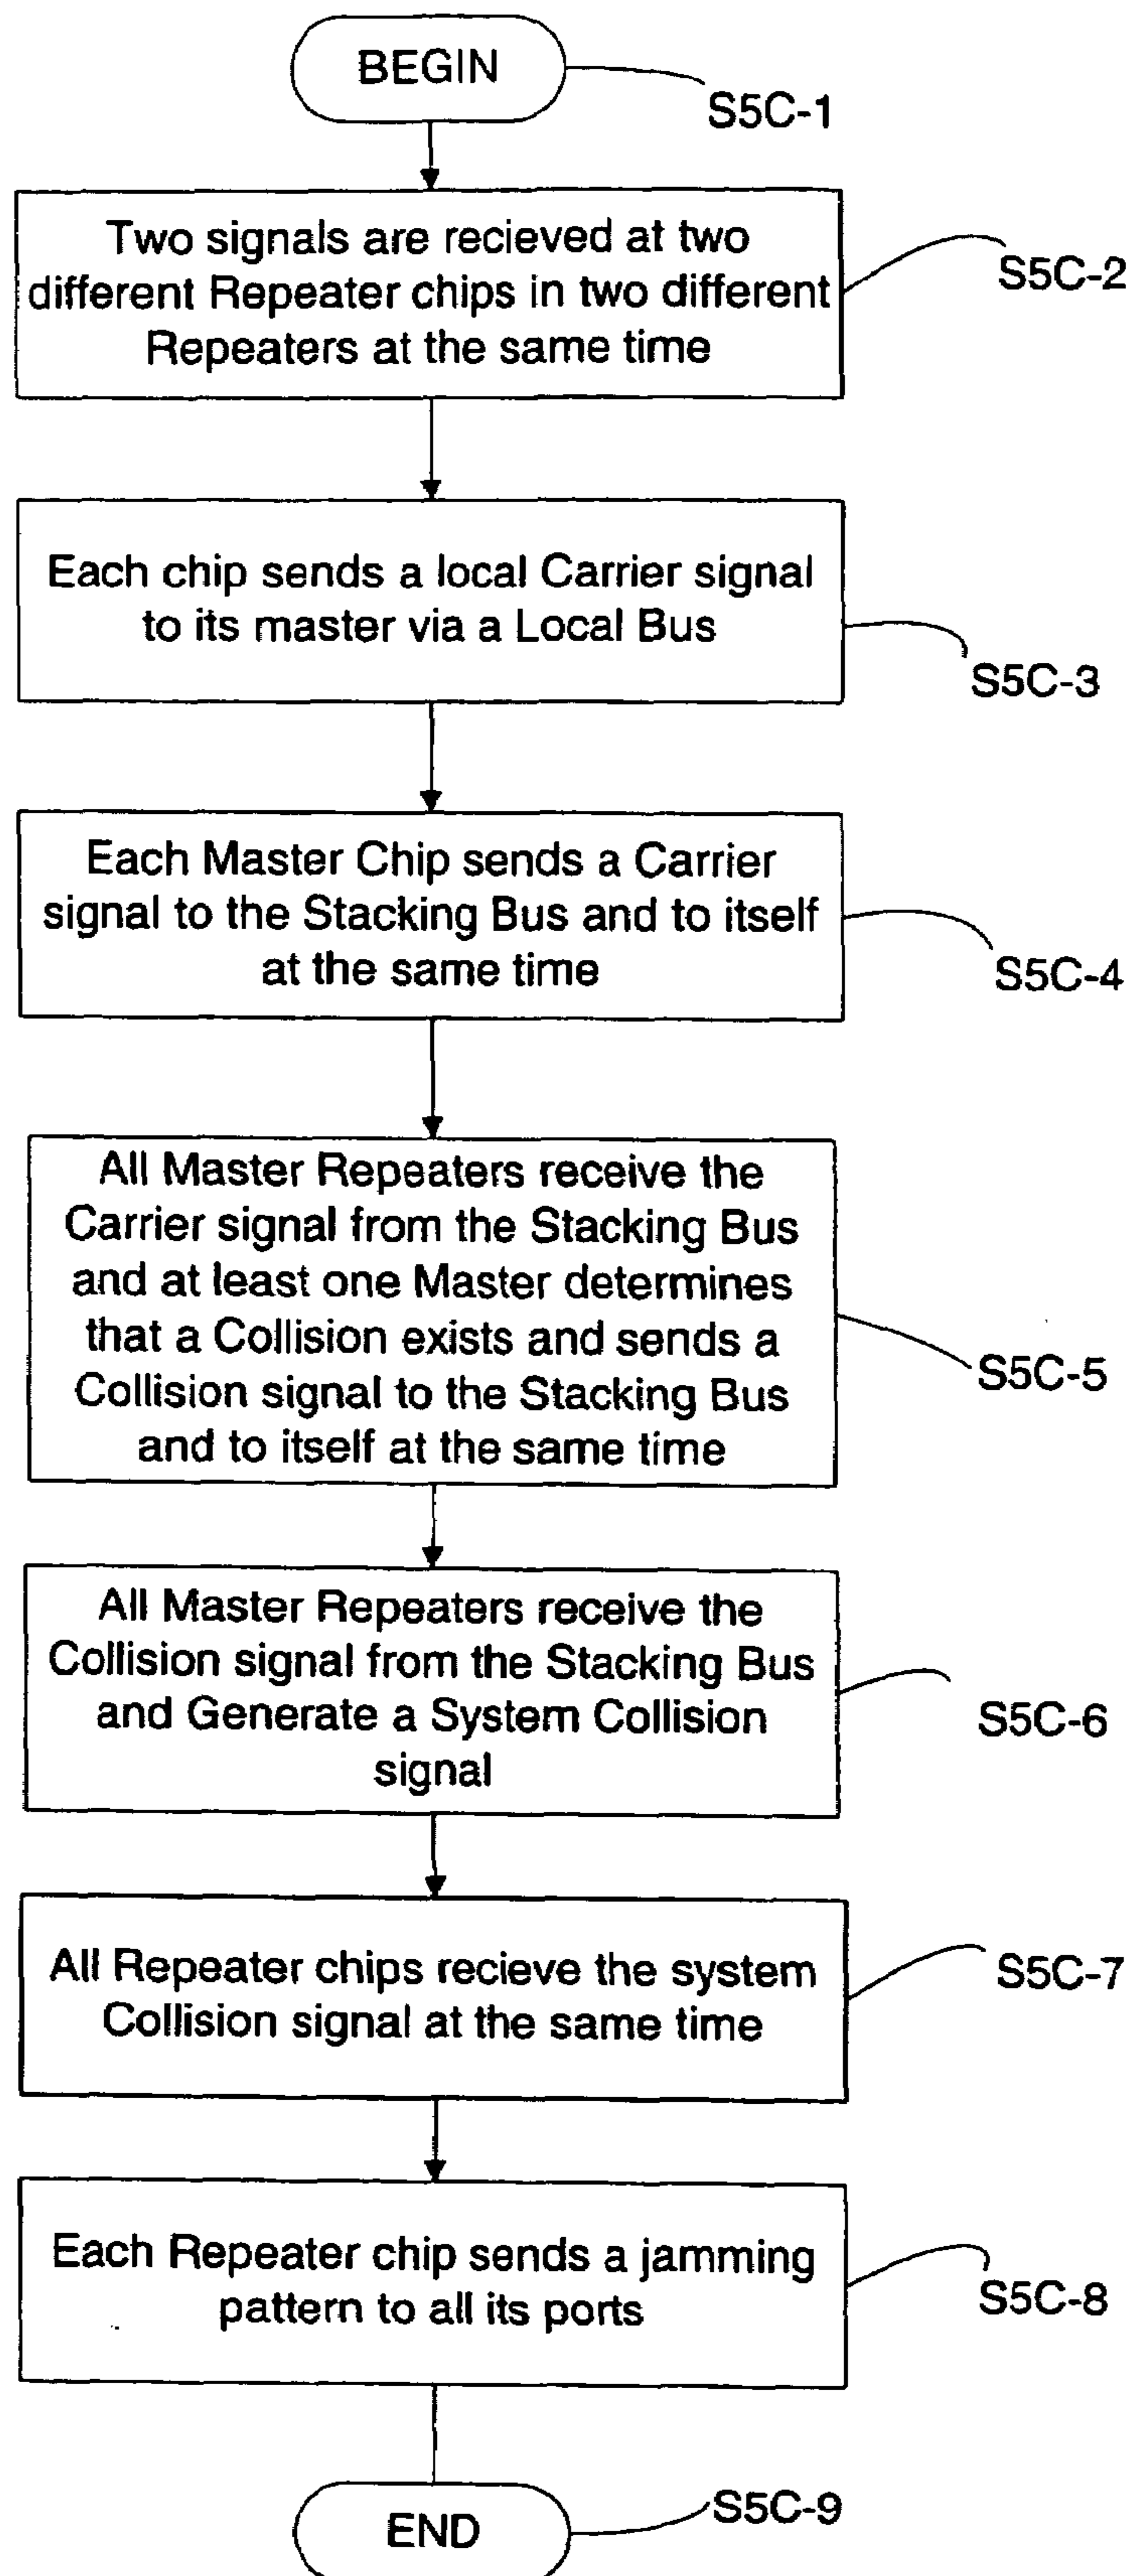 BEGIN
S5C-1
Two signals are recieved at two
different Repeater chips in two different
Repeaters at the same time
S5C-2
Each chip sends a local Carrier signal
to its master via a Local Bus
S5C-3
Each Master Chip sends a Carrier
signal to the Stacking Bus and to itself
at the same time
S5C-4
All Master Repeaters receive the
Carrier signal from the Stacking Bus
and at least one Master determines
that a Collision exists and sends a
Collision signal to the Stacking Bus
and to itself at the same time
S5C-5
All Master Repeaters receive the
Collision signal from the Stacking Bus
and Generate a System Collision
signal
S5C-6
All Repeater chips recieve the system
Collision signal at the same time
S5C-7
Each Repeater chip sends a jamming
pattern to all its ports
S5C-8
END
S5C-9